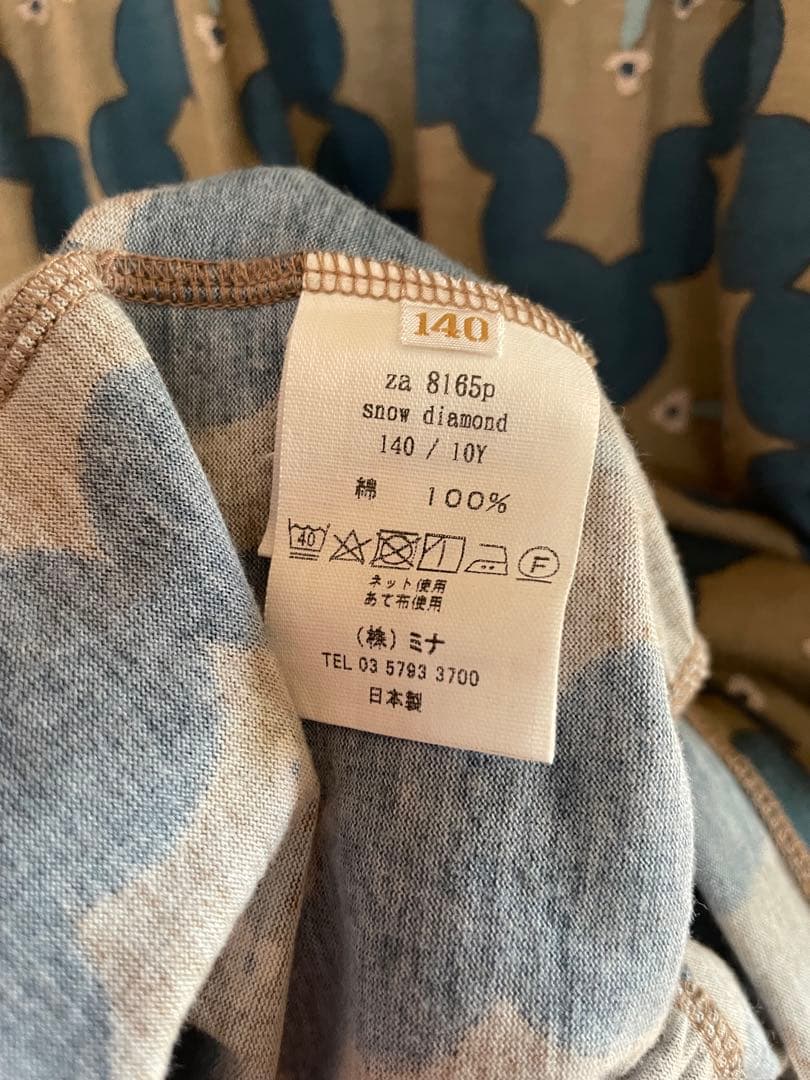 140
za 8165p
snow diamond
140 / 10Y
綿 100%
40 F
ネット使用
あて布使用
(株) ミナ
TEL 03 5793 3700
日本製